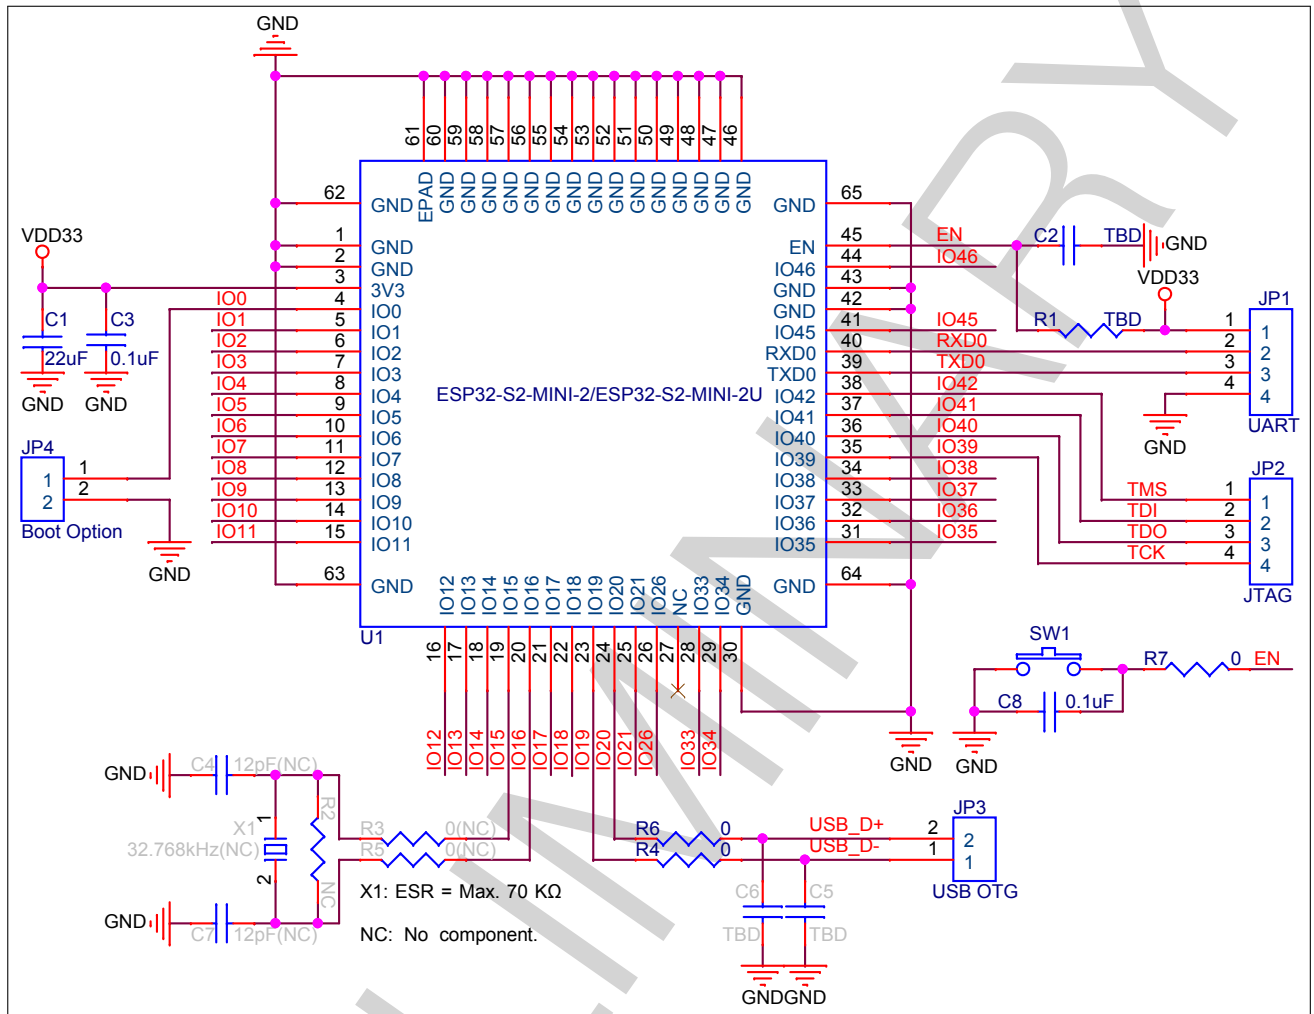 GND
61 60 59 58 57 56 55 54 53 52 51 50 49 48 47 46
EPAD GND GND GND GND GND GND GND GND GND GND GND GND GND GND GND
62 GND
1 GND
2 GND
3 3V3
IO0 4 IO0
IO1 5 IO1
IO2 6 IO2
IO3 7 IO3
IO4 8 IO4
IO5 9 IO5
IO6 10 IO6
IO7 11 IO7
IO8 12 IO8
IO9 13 IO9
IO10 14 IO10
IO11 15 IO11
63 GND
VDD33
C1 22uF
C3 0.1uF
GND GND
JP4
1 1
2 2
Boot Option
GND
ESP32-S2-MINI-2/ESP32-S2-MINI-2U
U1
GND 65
EN 45 EN
IO46 44 IO46
GND 43
GND 42
IO45 41 IO45
RXD0 40 RXD0
TXD0 39 TXD0
IO42 38 IO42
IO41 37 IO41
IO40 36 IO40
IO39 35 IO39
IO38 34 IO38
IO37 33 IO37
IO36 32 IO36
IO35 31 IO35
GND 64
C2 TBD GND
VDD33
R1 TBD
JP1
1 1
2 2
3 3
4 4
UART
GND
JP2
TMS 1 1
TDI 2 2
TDO 3 3
TCK 4 4
JTAG
IO12 IO13 IO14 IO15 IO16 IO17 IO18 IO19 IO20 IO21 IO26 NC IO33 IO34 GND
16 17 18 19 20 21 22 23 24 25 26 27 28 29 30
IO12 IO13 IO14 IO15 IO16 IO17 IO18 IO19 IO20 IO21 IO26 IO33 IO34
GND
SW1
R7 0 EN
C8 0.1uF
GND
GND C4 12pF(NC)
X1 1
32.768kHz(NC)
2
R2 NC
R3 0(NC)
R5 0(NC)
GND C7 12pF(NC)
X1: ESR = Max. 70 KΩ
NC: No component.
R6 0 USB_D+ 2 2
R4 0 USB_D- 1 1
JP3
USB OTG
C6 TBD
C5 TBD
GND GND
PRELIMINARY